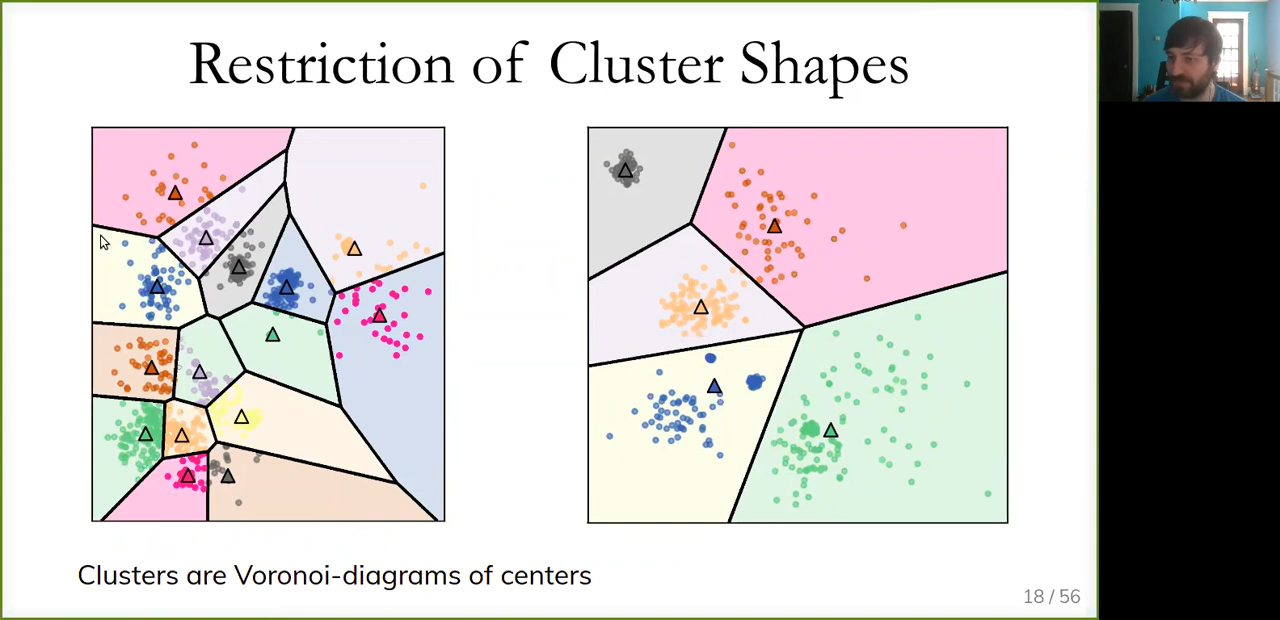 Restriction of Cluster Shapes
Clusters are Voronoi-diagrams of centers
18 / 56